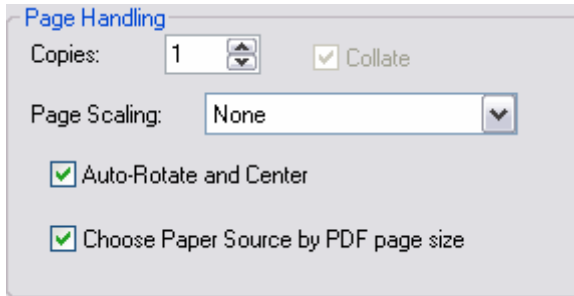 Page Handling
Copies: 1 Collate
Page Scaling: None
Auto-Rotate and Center
Choose Paper Source by PDF page size